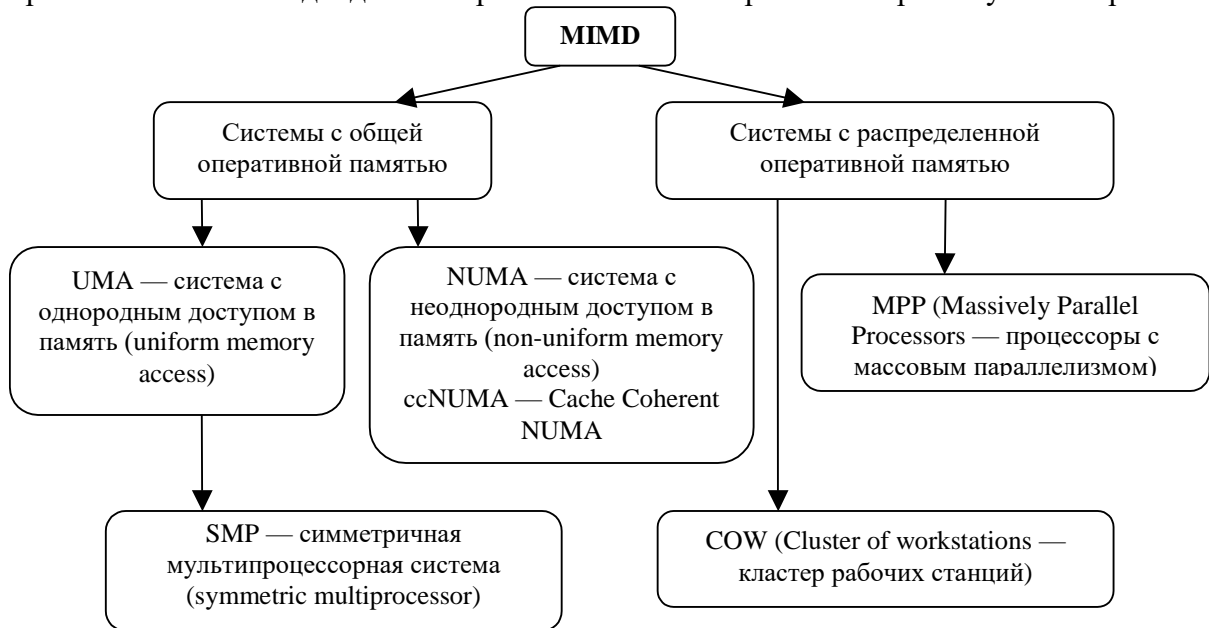 MIMD
Системы с общей
оперативной памятью
Системы с распределенной
оперативной памятью
UMA — система с
однородным доступом в
память (uniform memory
access)
NUMA — система с
неоднородным доступом в
память (non-uniform memory
access)
ccNUMA — Cache Coherent
NUMA
MPP (Massively Parallel
Processors — процессоры с
массовым параллелизмом)
SMP — симметричная
мультипроцессорная система
(symmetric multiprocessor)
COW (Cluster of workstations —
кластер рабочих станций)